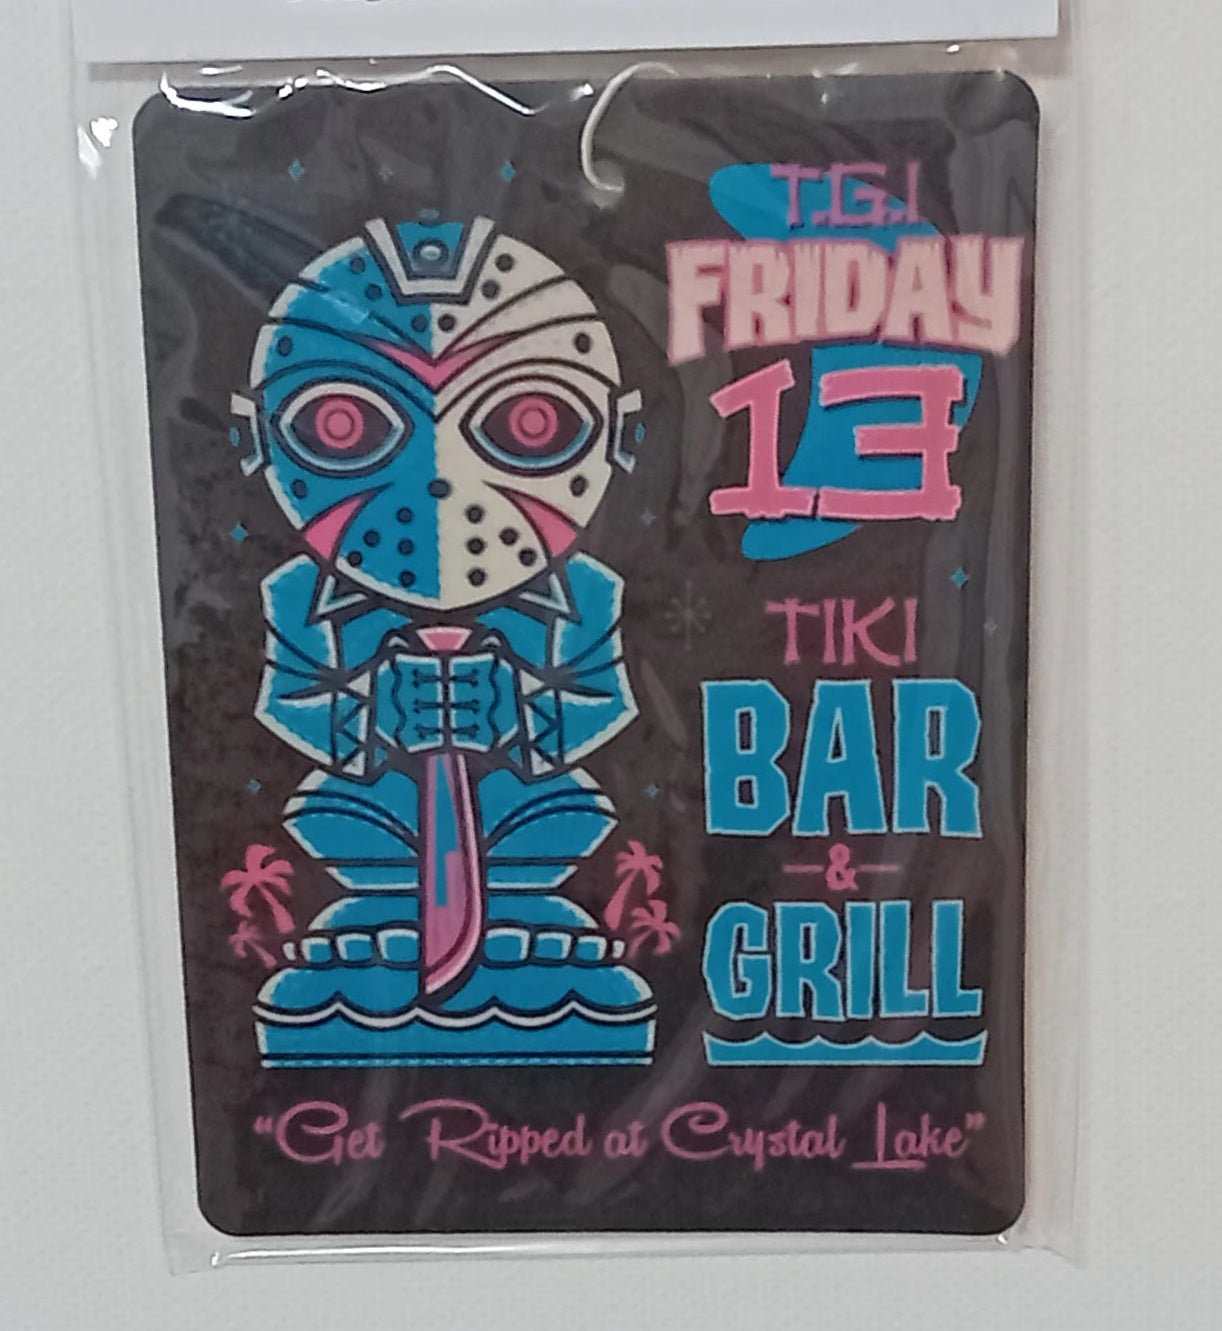 T.G.I
FRIDAY
13
TIKI
BAR
&
GRILL
“Get Ripped at Crystal Lake”